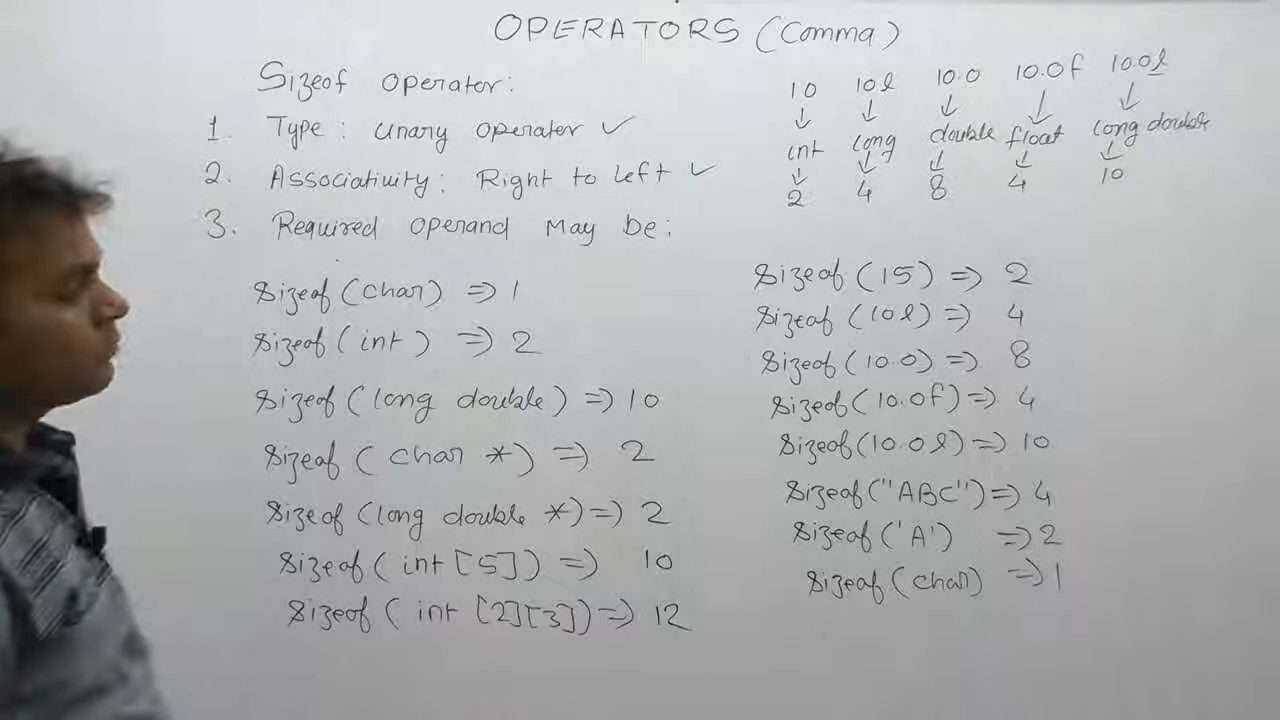 OPERATORS (Comma)
Sizeof Operator:
1. Type: Unary Operator ✓
2. Associativity: Right to Left ✓
3. Required Operand May be:
Sizeof (char) => 1
Sizeof (int) => 2
Sizeof (long double) => 10
Sizeof (char *) => 2
Sizeof (long double *) => 2
Sizeof (int [5]) => 10
Sizeof (int [2][3]) => 12
10 10l 10.0 10.0f 10.0l
↓ ↓ ↓ ↓ ↓
int long double float long double
↓ ↓ ↓ ↓ ↓
2 4 8 4 10
Sizeof (15) => 2
Sizeof (10l) => 4
Sizeof (10.0) => 8
Sizeof (10.0f) => 4
Sizeof (10.0l) => 10
Sizeof ("ABC") => 4
Sizeof ('A') => 2
Sizeof (char) => 1